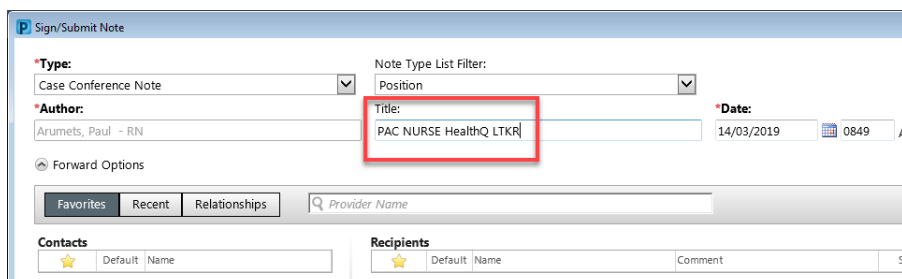 Sign/Submit Note
*Type: Note Type List Filter:
Case Conference Note Position
*Author: Title: *Date:
Arumets, Paul - RN PAC NURSE HealthQ LTKR 14/03/2019 0849
Forward Options
Favorites Recent Relationships Provider Name
Contacts Recipients
Default Name Default Name Comment